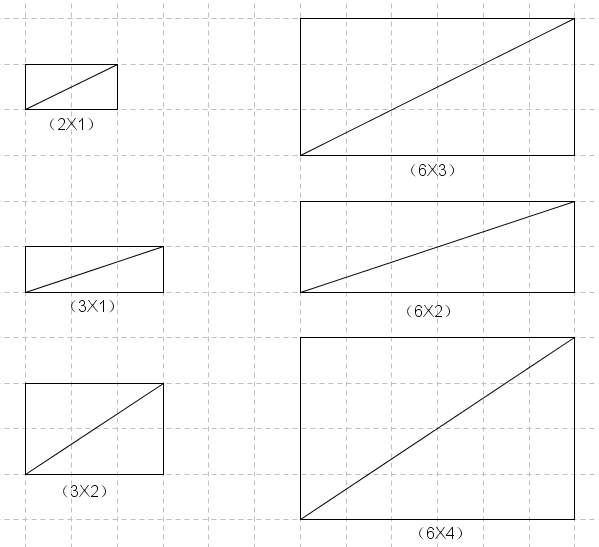 （2X1）
（6X3）
（3X1）
（6X2）
（3X2）
（6X4）